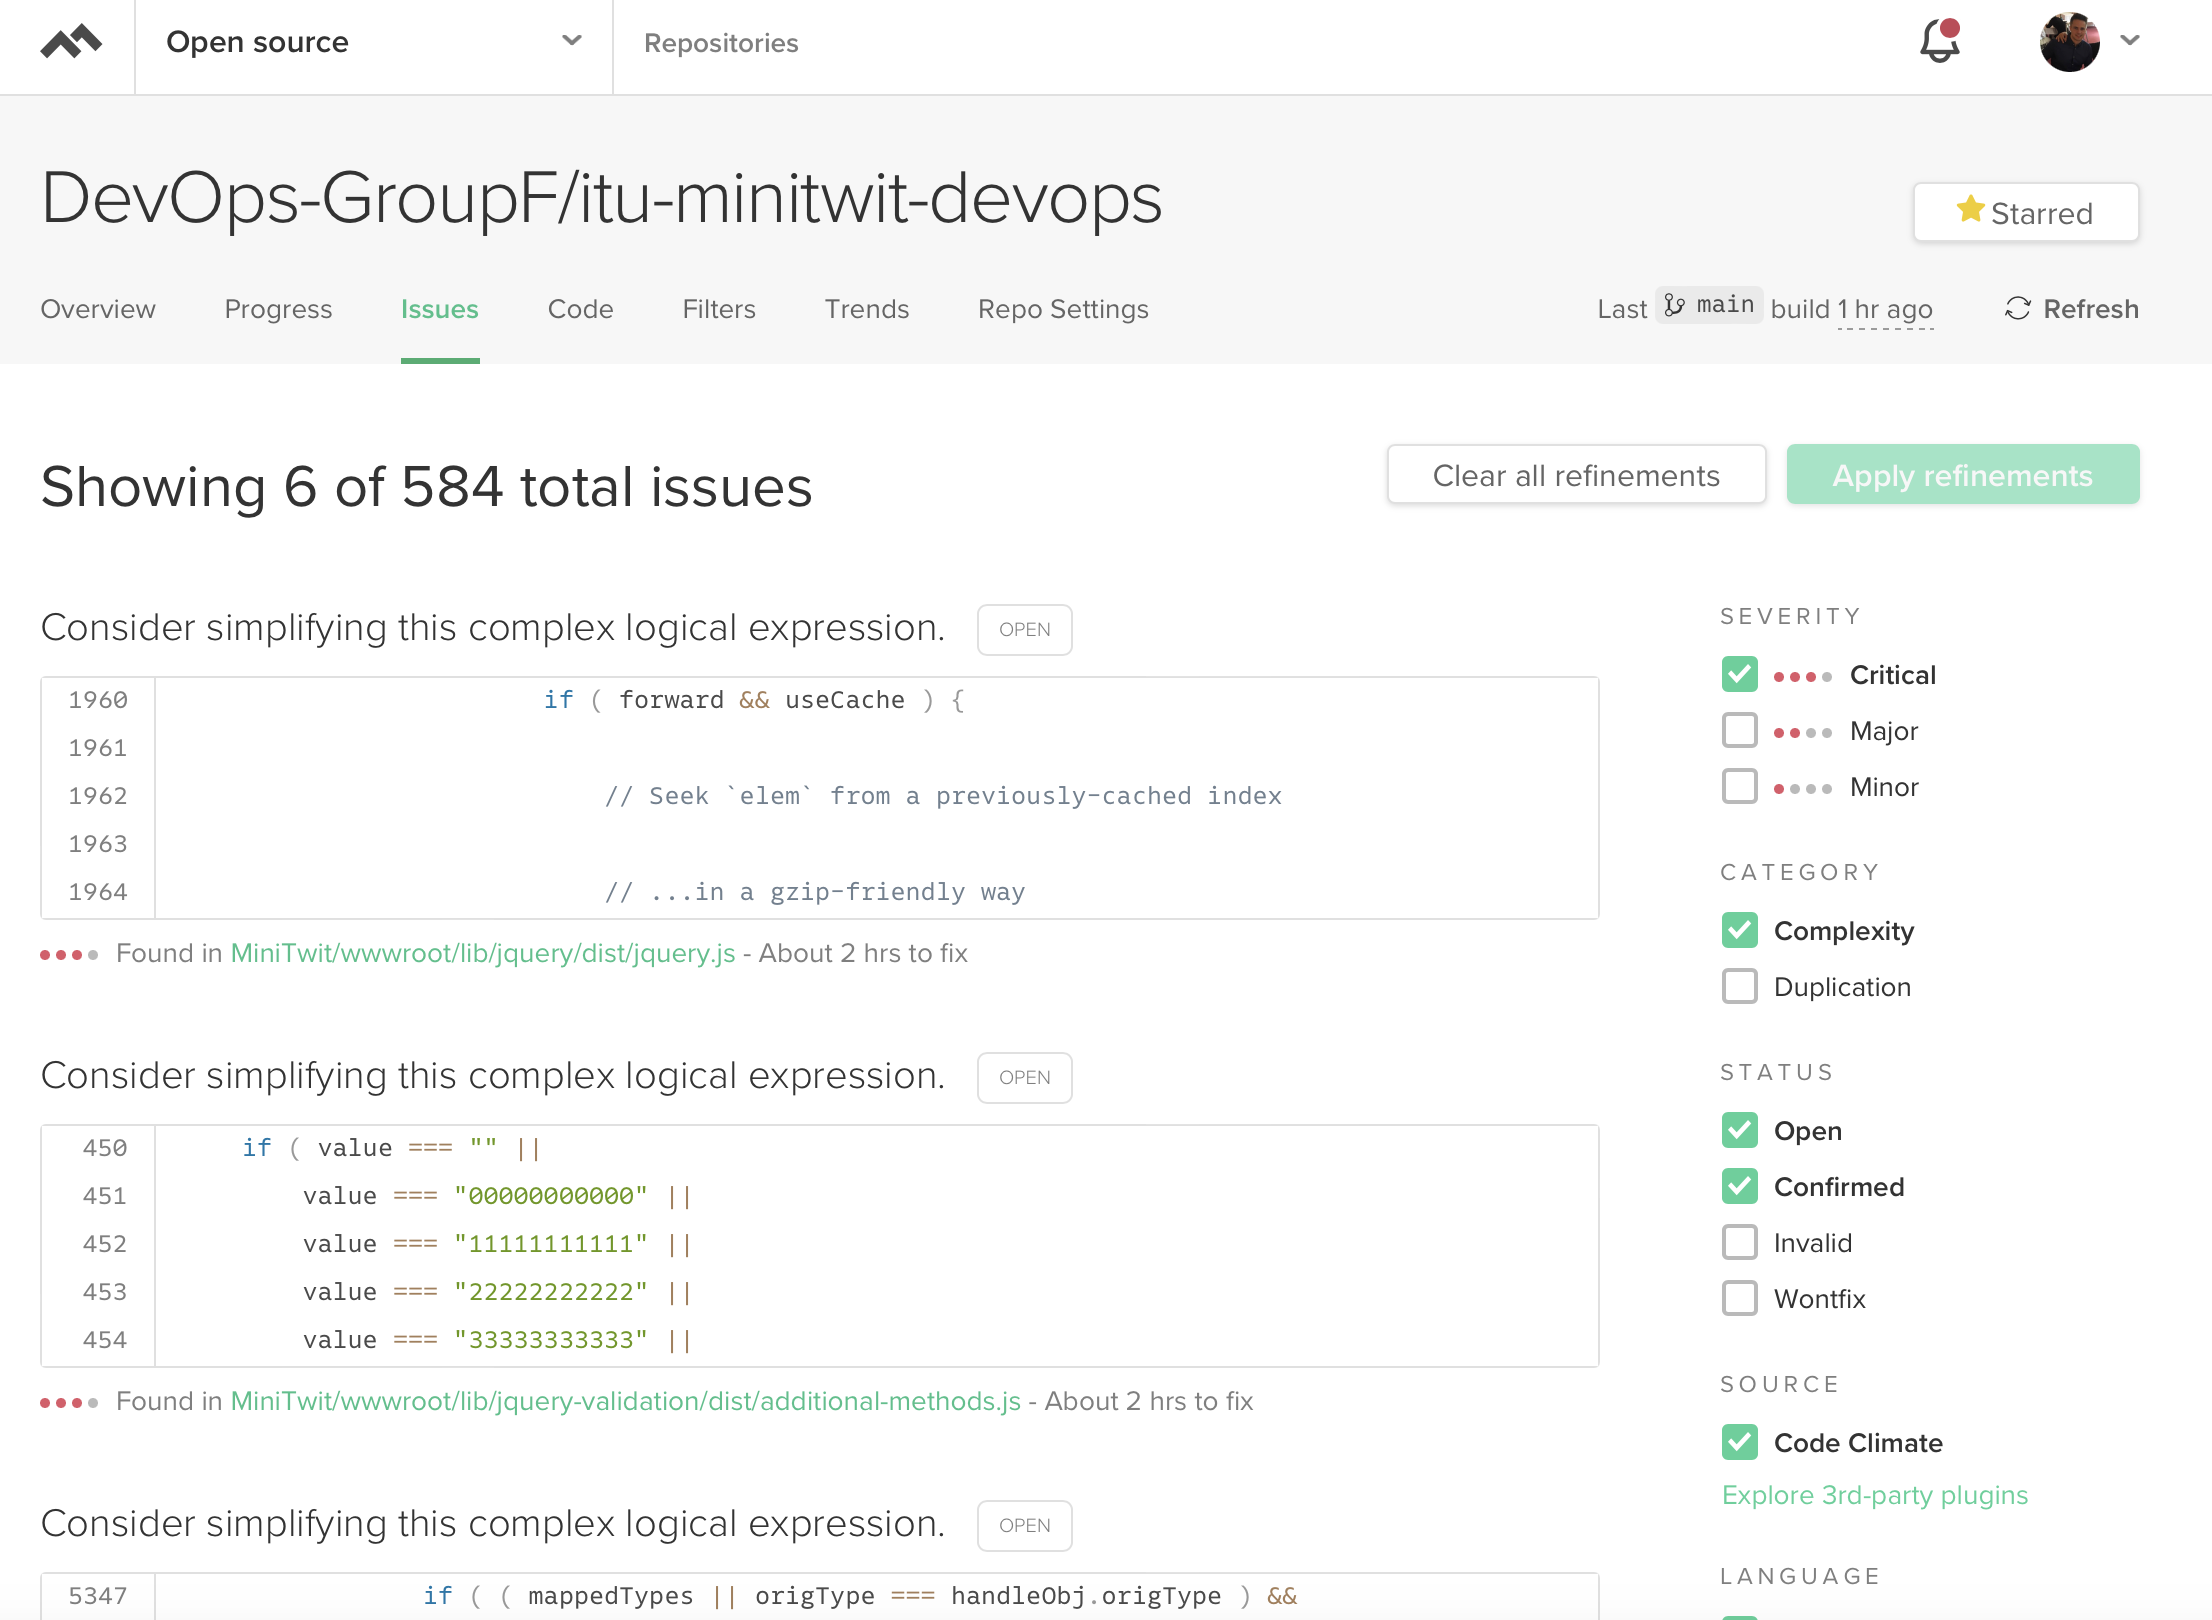 Open source
Repositories
DevOps-GroupF/itu-minitwit-devops
Starred
Overview Progress Issues Code Filters Trends Repo Settings
Last main build 1 hr ago Refresh
Showing 6 of 584 total issues
Clear all refinements
Apply refinements
Consider simplifying this complex logical expression. OPEN
1960 if ( forward && useCache ) {
1961
1962 // Seek `elem` from a previously-cached index
1963
1964 // ...in a gzip-friendly way
Found in MiniTwit/wwwroot/lib/jquery/dist/jquery.js - About 2 hrs to fix
Consider simplifying this complex logical expression. OPEN
450 if ( value === "" ||
451 value === "00000000000" ||
452 value === "11111111111" ||
453 value === "22222222222" ||
454 value === "33333333333" ||
Found in MiniTwit/wwwroot/lib/jquery-validation/dist/additional-methods.js - About 2 hrs to fix
Consider simplifying this complex logical expression. OPEN
5347 if ( ( mappedTypes || origType === handleObj.origType ) &&
SEVERITY
Critical
Major
Minor
CATEGORY
Complexity
Duplication
STATUS
Open
Confirmed
Invalid
Wontfix
SOURCE
Code Climate
Explore 3rd-party plugins
LANGUAGE